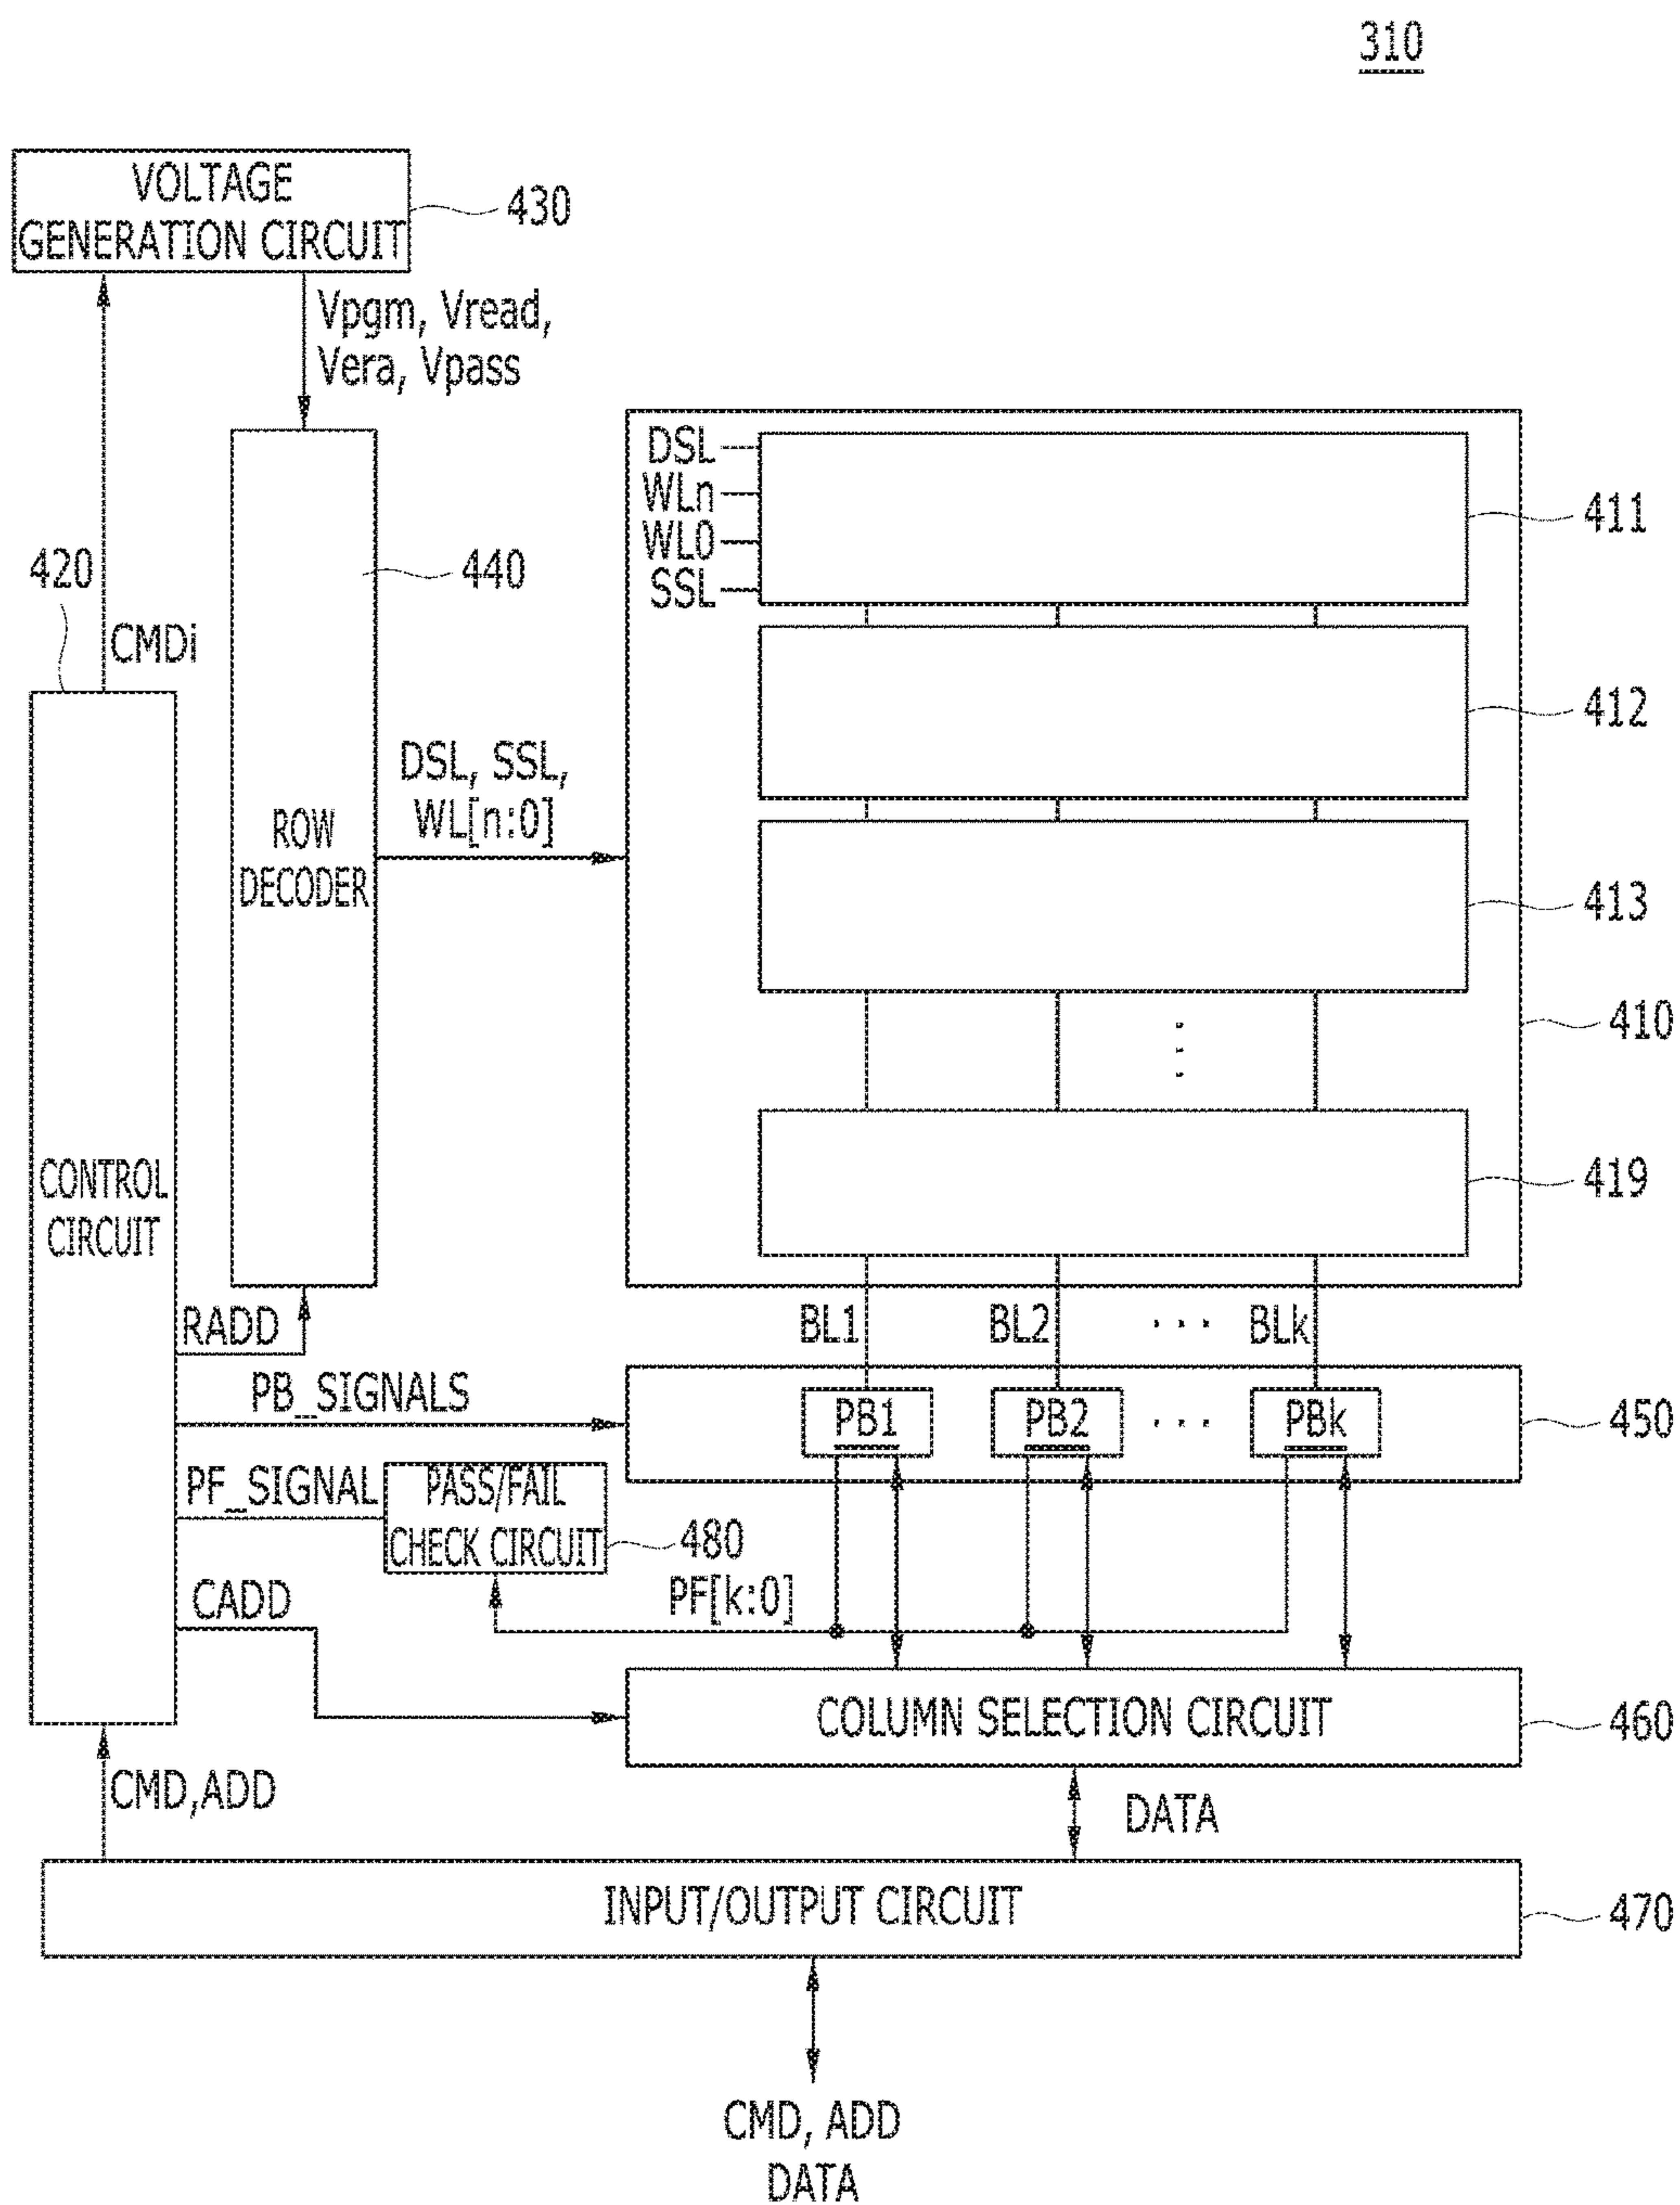 310
VOLTAGE
GENERATION CIRCUIT
430
Vpgm, Vread,
Vera, Vpass
DSL
WLn
WL0
SSL
411
420
440
CMDi
412
DSL, SSL,
WL[n:0]
ROW
DECODER
413
410
CONTROL
CIRCUIT
419
RADD
BL1
BL2
...
BLk
PB_SIGNALS
PB1
PB2
...
PBk
450
PF_SIGNAL
PASS/FAIL
CHECK CIRCUIT
480
PF[k:0]
CADD
COLUMN SELECTION CIRCUIT
460
CMD,ADD
DATA
INPUT/OUTPUT CIRCUIT
470
CMD, ADD
DATA